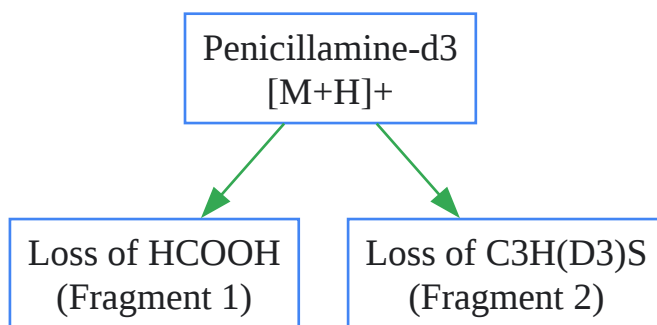 Penicillamine-d3
[M+H]+
Loss of HCOOH
(Fragment 1)
Loss of C3H(D3)S
(Fragment 2)